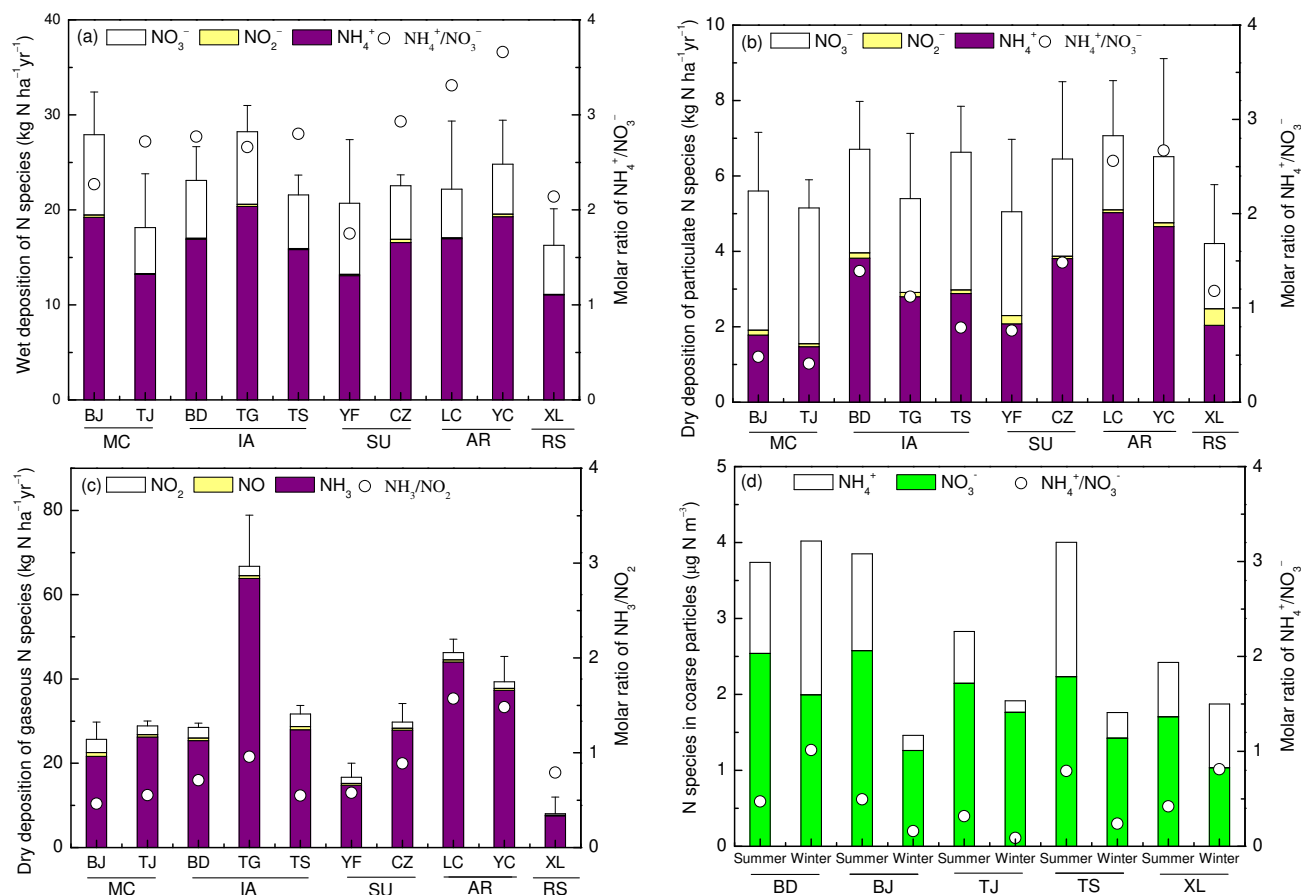 (a) NO₃⁻ NO₂⁻ NH₄⁺ NH₄⁺/NO₃⁻
Wet deposition of N species (kg N ha⁻¹yr⁻¹)
40
30
20
10
0
4
3
2
1
0
Molar ratio of NH₄⁺/NO₃⁻
BJ TJ BD TG TS YF CZ LC YC XL
MC IA SU AR RS
(b) NO₃⁻ NO₂⁻ NH₄⁺ NH₄⁺/NO₃⁻
Dry deposition of particulate N species (kg N ha⁻¹yr⁻¹)
10
8
6
4
2
0
4
3
2
1
0
Molar ratio of NH₄⁺/NO₃⁻
BJ TJ BD TG TS YF CZ LC YC XL
MC IA SU AR RS
(c) NO₂ NO NH₃ NH₃/NO₂
Dry deposition of gaseous N species (kg N ha⁻¹yr⁻¹)
80
60
40
20
0
4
3
2
1
0
Molar ratio of NH₃/NO₂
BJ TJ BD TG TS YF CZ LC YC XL
MC IA SU AR RS
(d) NH₄⁺ NO₃⁻ NH₄⁺/NO₃⁻
N species in coarse particles (µg N m⁻³)
5
4
3
2
1
0
4
3
2
1
0
Molar ratio of NH₄⁺/NO₃⁻
Summer Winter Summer Winter Summer Winter Summer Winter Summer Winter
BD BJ TJ TS XL